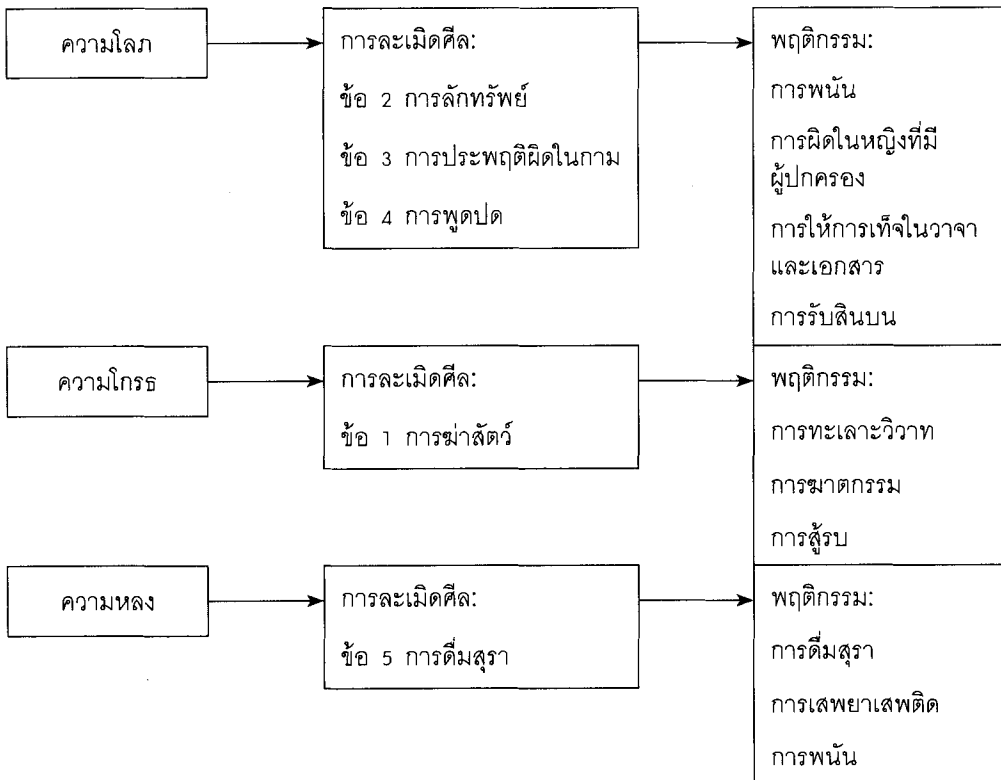 ความโลภ
การละเมิดศีล:
ข้อ 2 การลักทรัพย์
ข้อ 3 การประพฤติผิดในกาม
ข้อ 4 การพูดปด
พฤติกรรม:
การพนัน
การผิดในหญิงที่มี
ผู้ปกครอง
การให้การเท็จในวาจา
และเอกสาร
การรับสินบน
ความโกรธ
การละเมิดศีล:
ข้อ 1 การฆ่าสัตว์
พฤติกรรม:
การทะเลาะวิวาท
การฆาตกรรม
การสู้รบ
ความหลง
การละเมิดศีล:
ข้อ 5 การดื่มสุรา
พฤติกรรม:
การดื่มสุรา
การเสพยาเสพติด
การพนัน